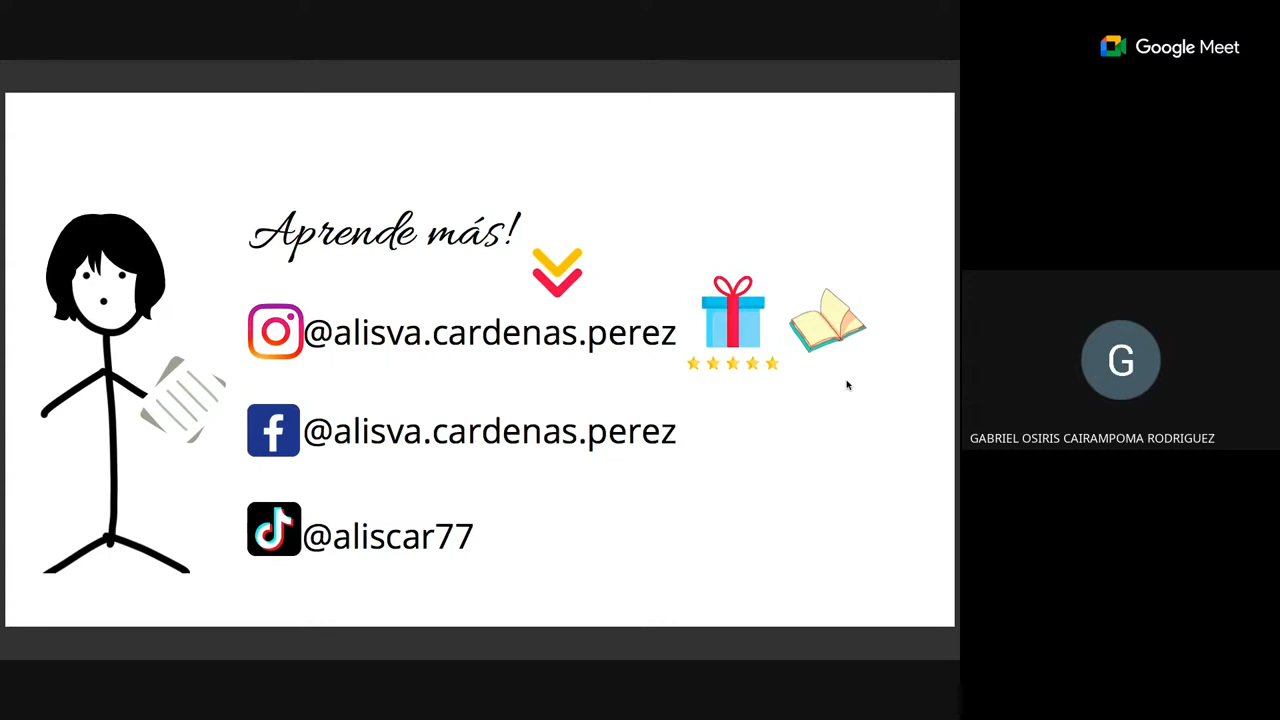 Google Meet
Aprende más!
@alisva.cardenas.perez
@alisva.cardenas.perez
@aliscar77
G
GABRIEL OSIRIS CAIRAMPOMA RODRIGUEZ